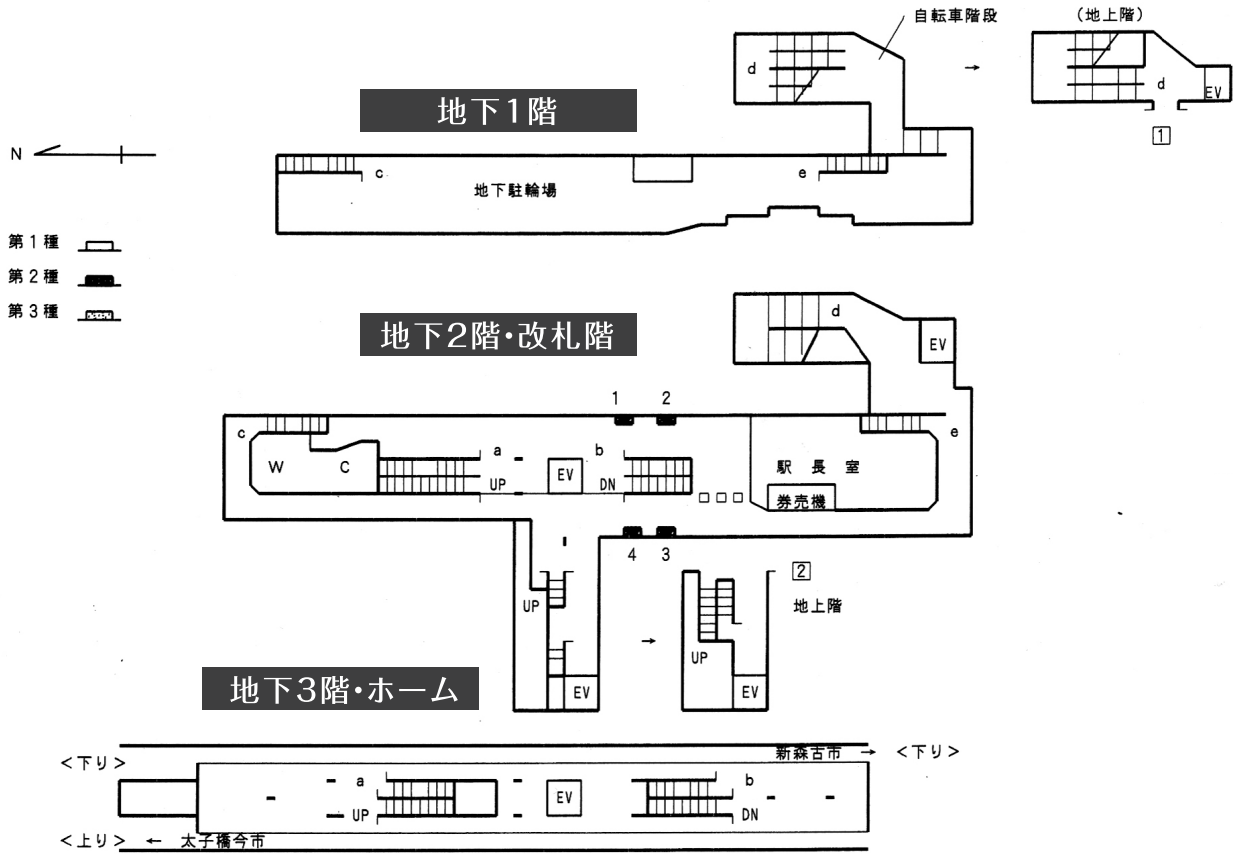 自転車階段
(地上階)
d
d
EV
1
地下1階
N
c
地下駐輪場
e
第1種
第2種
第3種
地下2階・改札階
d
EV
1
2
c
W C
a
UP
EV
b
DN
駅長室
券売機
e
4
3
UP
EV
2
地上階
UP
EV
地下3階・ホーム
<下り>
新森古市 → <下り>
a
UP
EV
b
DN
<上り> ← 太子橋今市